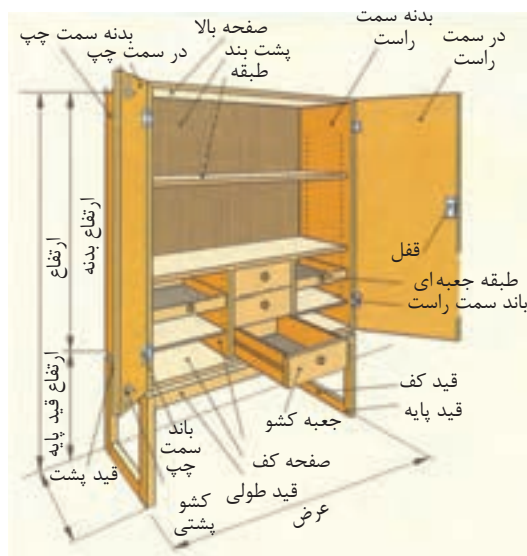 صفحه بالا
بدنه سمت چپ
پشت بند
در سمت چپ
طبقه
بدنه سمت
راست
در سمت
راست
ارتفاع
ارتفاع بدنه
ارتفاع قید پایه
قفل
طبقه جعبه‌ای
باند سمت راست
قید کف
قید پایه
جعبه کشو
باند
سمت
چپ
صفحه کف
قید پشت
قید طولی
کشو
پشتی
عرض